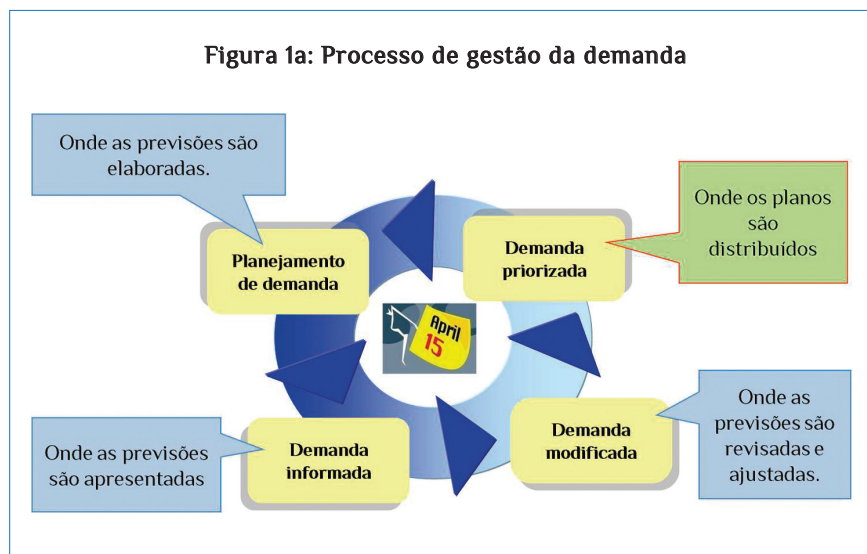 Figura 1a: Processo de gestão da demanda
Onde as previsões são
elaboradas.
Planejamento
de demanda
Demanda
priorizada
Onde os planos
são
distribuídos
April
15
Onde as previsões
são apresentadas
Demanda
informada
Demanda
modificada
Onde as
previsões são
revisadas e
ajustadas.